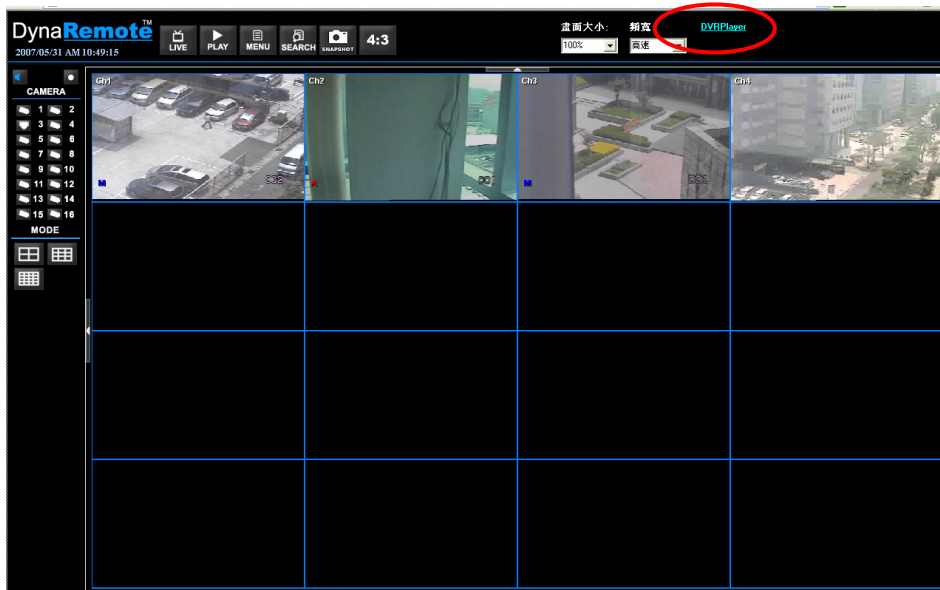 DynaRemote™
2007/05/31 AM 10:49:15
LIVE
PLAY
MENU
SEARCH
SNAPSHOT
4:3
畫面大小:
頻寬:
DVRPlayer
100%
高速
CAMERA
1 2
3 4
5 6
7 8
9 10
11 12
13 14
15 16
MODE
Ch1
Ch2
Ch3
Ch4
M
A
M